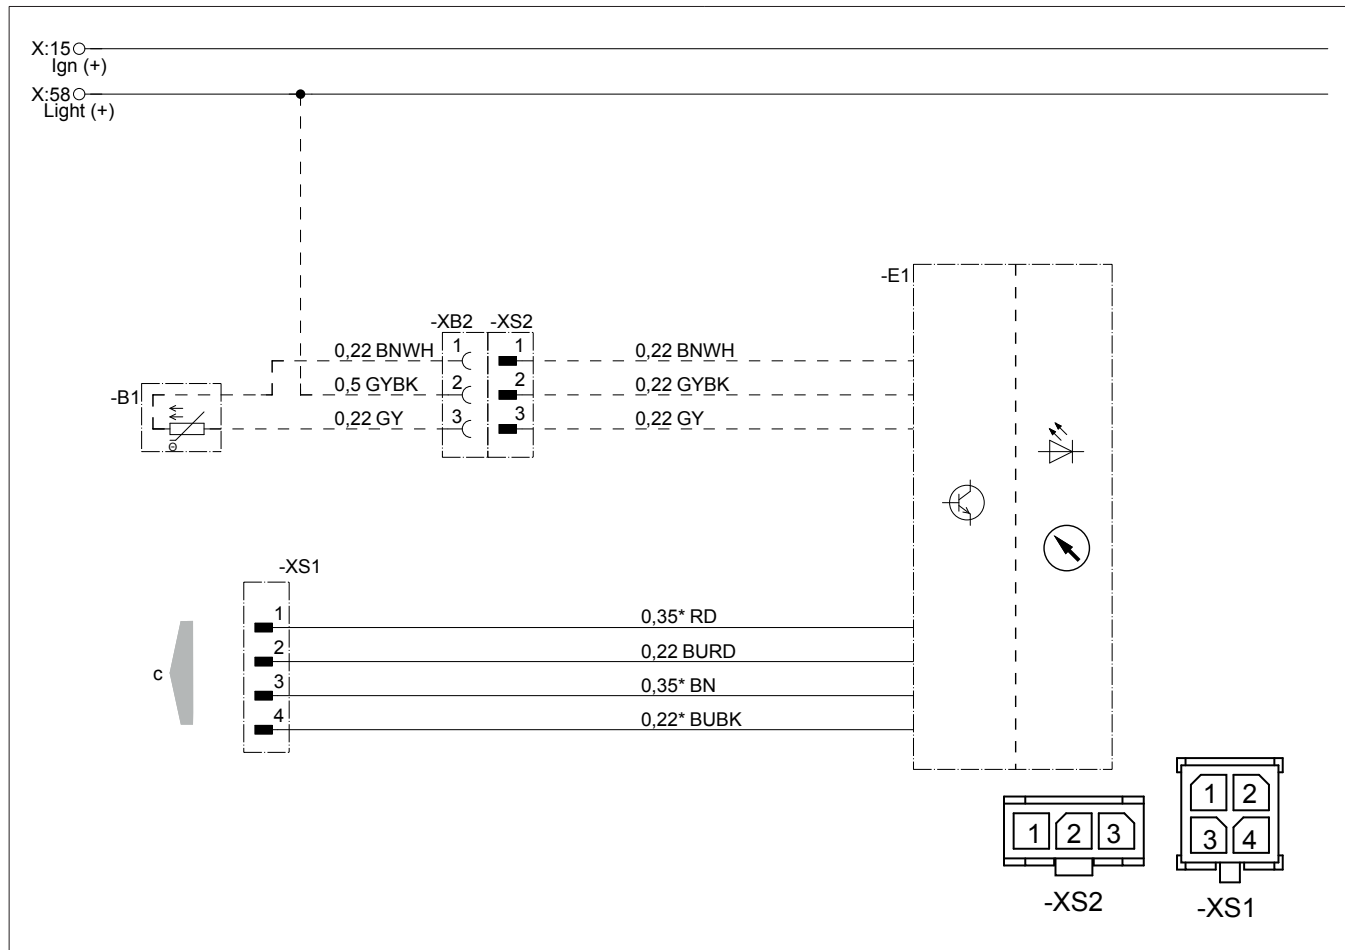 X:15
Ign (+)
X:58
Light (+)
-E1
-XB2 -XS2
0,22 BNWH 1 1 0,22 BNWH
-B1 0,5 GYBK 2 2 0,22 GYBK
0,22 GY 3 3 0,22 GY
Θ
-XS1
1 0,35* RD
2 0,22 BURD
c
3 0,35* BN
4 0,22* BUBK
1 2
1 2 3
3 4
-XS2
-XS1